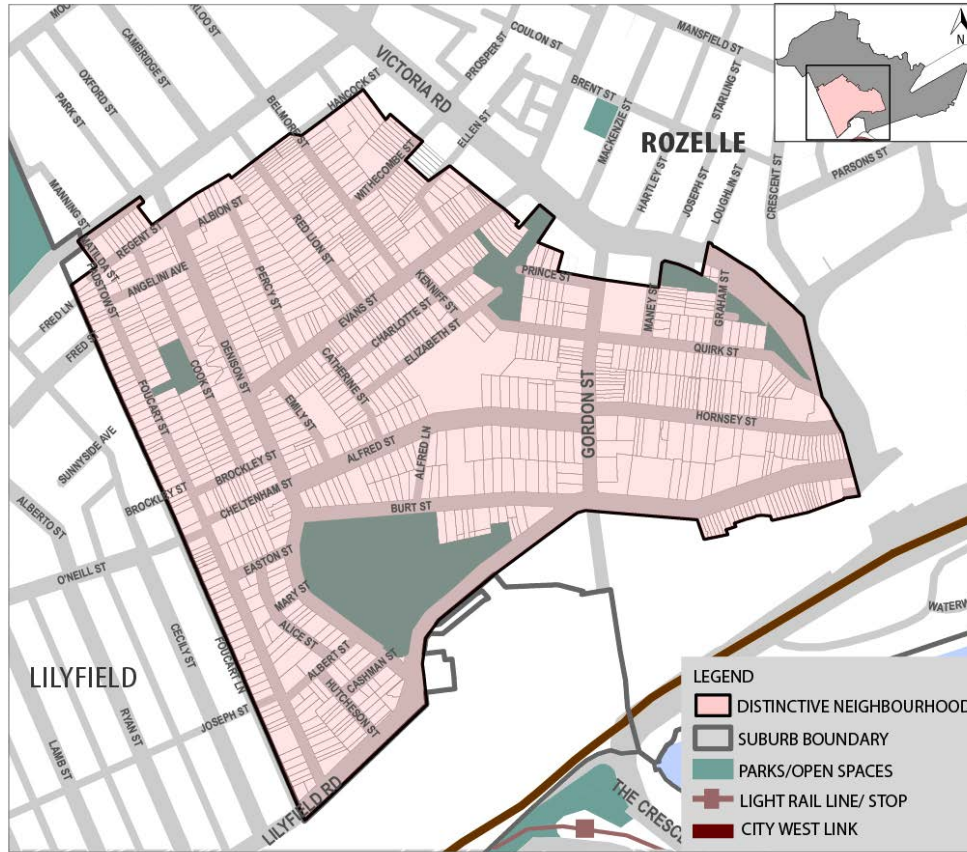 COULON ST
MANSFIELD ST
N
CAMBRIDGE ST
OXFORD ST
PARK ST
PROSPER ST
VICTORIA RD
HANCOCK ST
BELMORE ST
BRENT ST
STARLING ST
MACKENZIE ST
ROZELLE
ELLEN ST
WITHECOMBE ST
HARTLEY ST
JOSEPH ST
LOUGHLIN ST
CRESCENT ST
PARSONS ST
MANNING ST
ALBION ST
REGENT ST
MATILDA ST
RED LION ST
PADSTOW ST
ANGELINI AVE
PERCY ST
KENNIFF ST
PRINCE ST
MANEY ST
GRAHAM ST
FRED LN
FRED ST
EVANS ST
CHARLOTTE ST
ELIZABETH ST
QUIRK ST
DENISON ST
COOK ST
CATHERINE ST
FOUCART ST
EMILY ST
GORDON ST
HORNSEY ST
SUNNYSIDE AVE
ALFRED ST
ALFRED LN
BROCKLEY ST
BROCKLEY ST
CHELTENHAM ST
BURT ST
ALBERTO ST
O'NEILL ST
EASTON ST
MARY ST
CECILY ST
ALICE ST
FOUCART LN
ALBERT ST
CASHMAN ST
HUTCHESON ST
LILYFIELD
RYAN ST
JOSEPH ST
LAMB ST
LILYFIELD RD
THE CRESC
LEGEND
DISTINCTIVE NEIGHBOURHOOD
SUBURB BOUNDARY
PARKS/OPEN SPACES
LIGHT RAIL LINE/ STOP
CITY WEST LINK